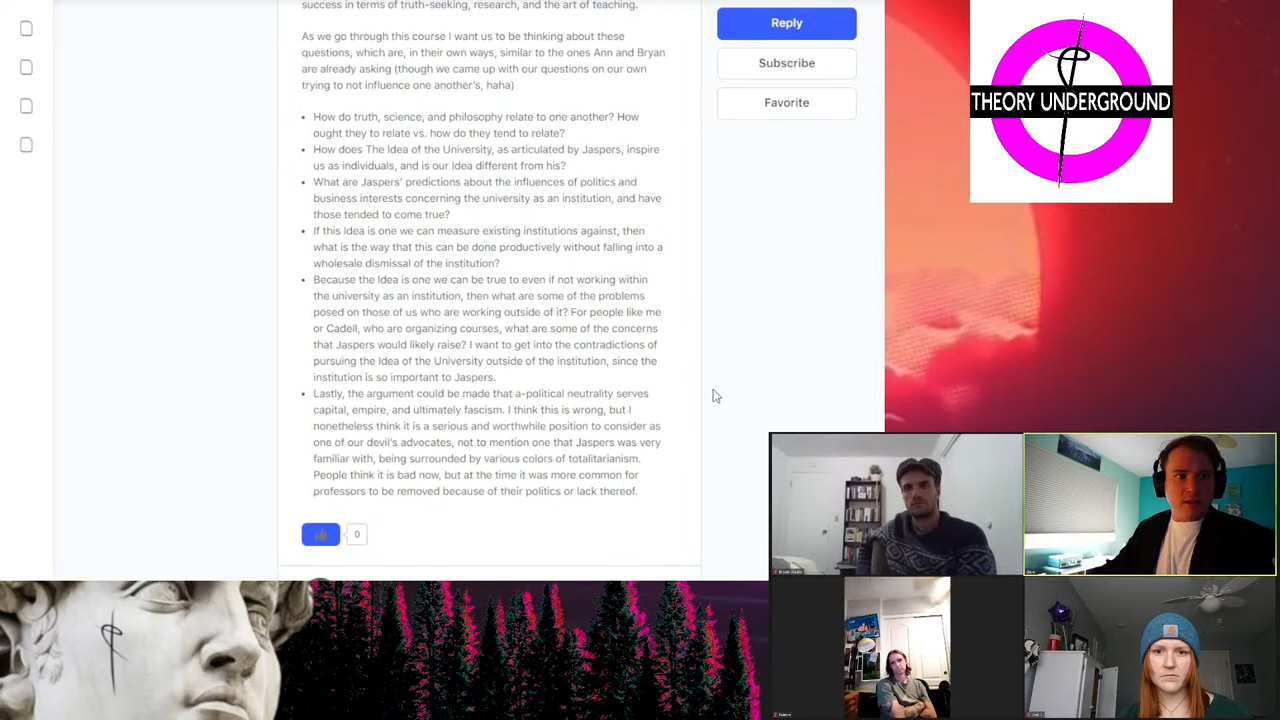 success in terms of truth-seeking, research, and the art of teaching.
As we go through this course I want us to be thinking about these
questions, which are, in their own ways, similar to the ones Ann and Bryan
are already asking (though we came up with our questions on our own
trying to not influence one another's, haha)
• How do truth, science, and philosophy relate to one another? How
ought they to relate vs. how do they tend to relate?
• How does The Idea of the University, as articulated by Jaspers, inspire
us as individuals, and is our Idea different from his?
• What are Jaspers' predictions about the influences of politics and
business interests concerning the university as an institution, and have
those tended to come true?
• If this Idea is one we can measure existing institutions against, then
what is the way that this can be done productively without falling into a
wholesale dismissal of the institution?
• Because the Idea is one we can be true to even if not working within
the university as an institution, then what are some of the problems
posed on those of us who are working outside of it? For people like me
or Cadell, who are organizing courses, what are some of the concerns
that Jaspers would likely raise? I want to get into the contradictions of
pursuing the Idea of the University outside of the institution, since the
institution is so important to Jaspers.
• Lastly, the argument could be made that a-political neutrality serves
capital, empire, and ultimately fascism. I think this is wrong, but I
nonetheless think it is a serious and worthwhile position to consider as
one of our devil's advocates, not to mention one that Jaspers was very
familiar with, being surrounded by various colors of totalitarianism.
People think it is bad now, but at the time it was more common for
professors to be removed because of their politics or lack thereof.
0
Reply
Subscribe
Favorite
THEORY UNDERGROUND